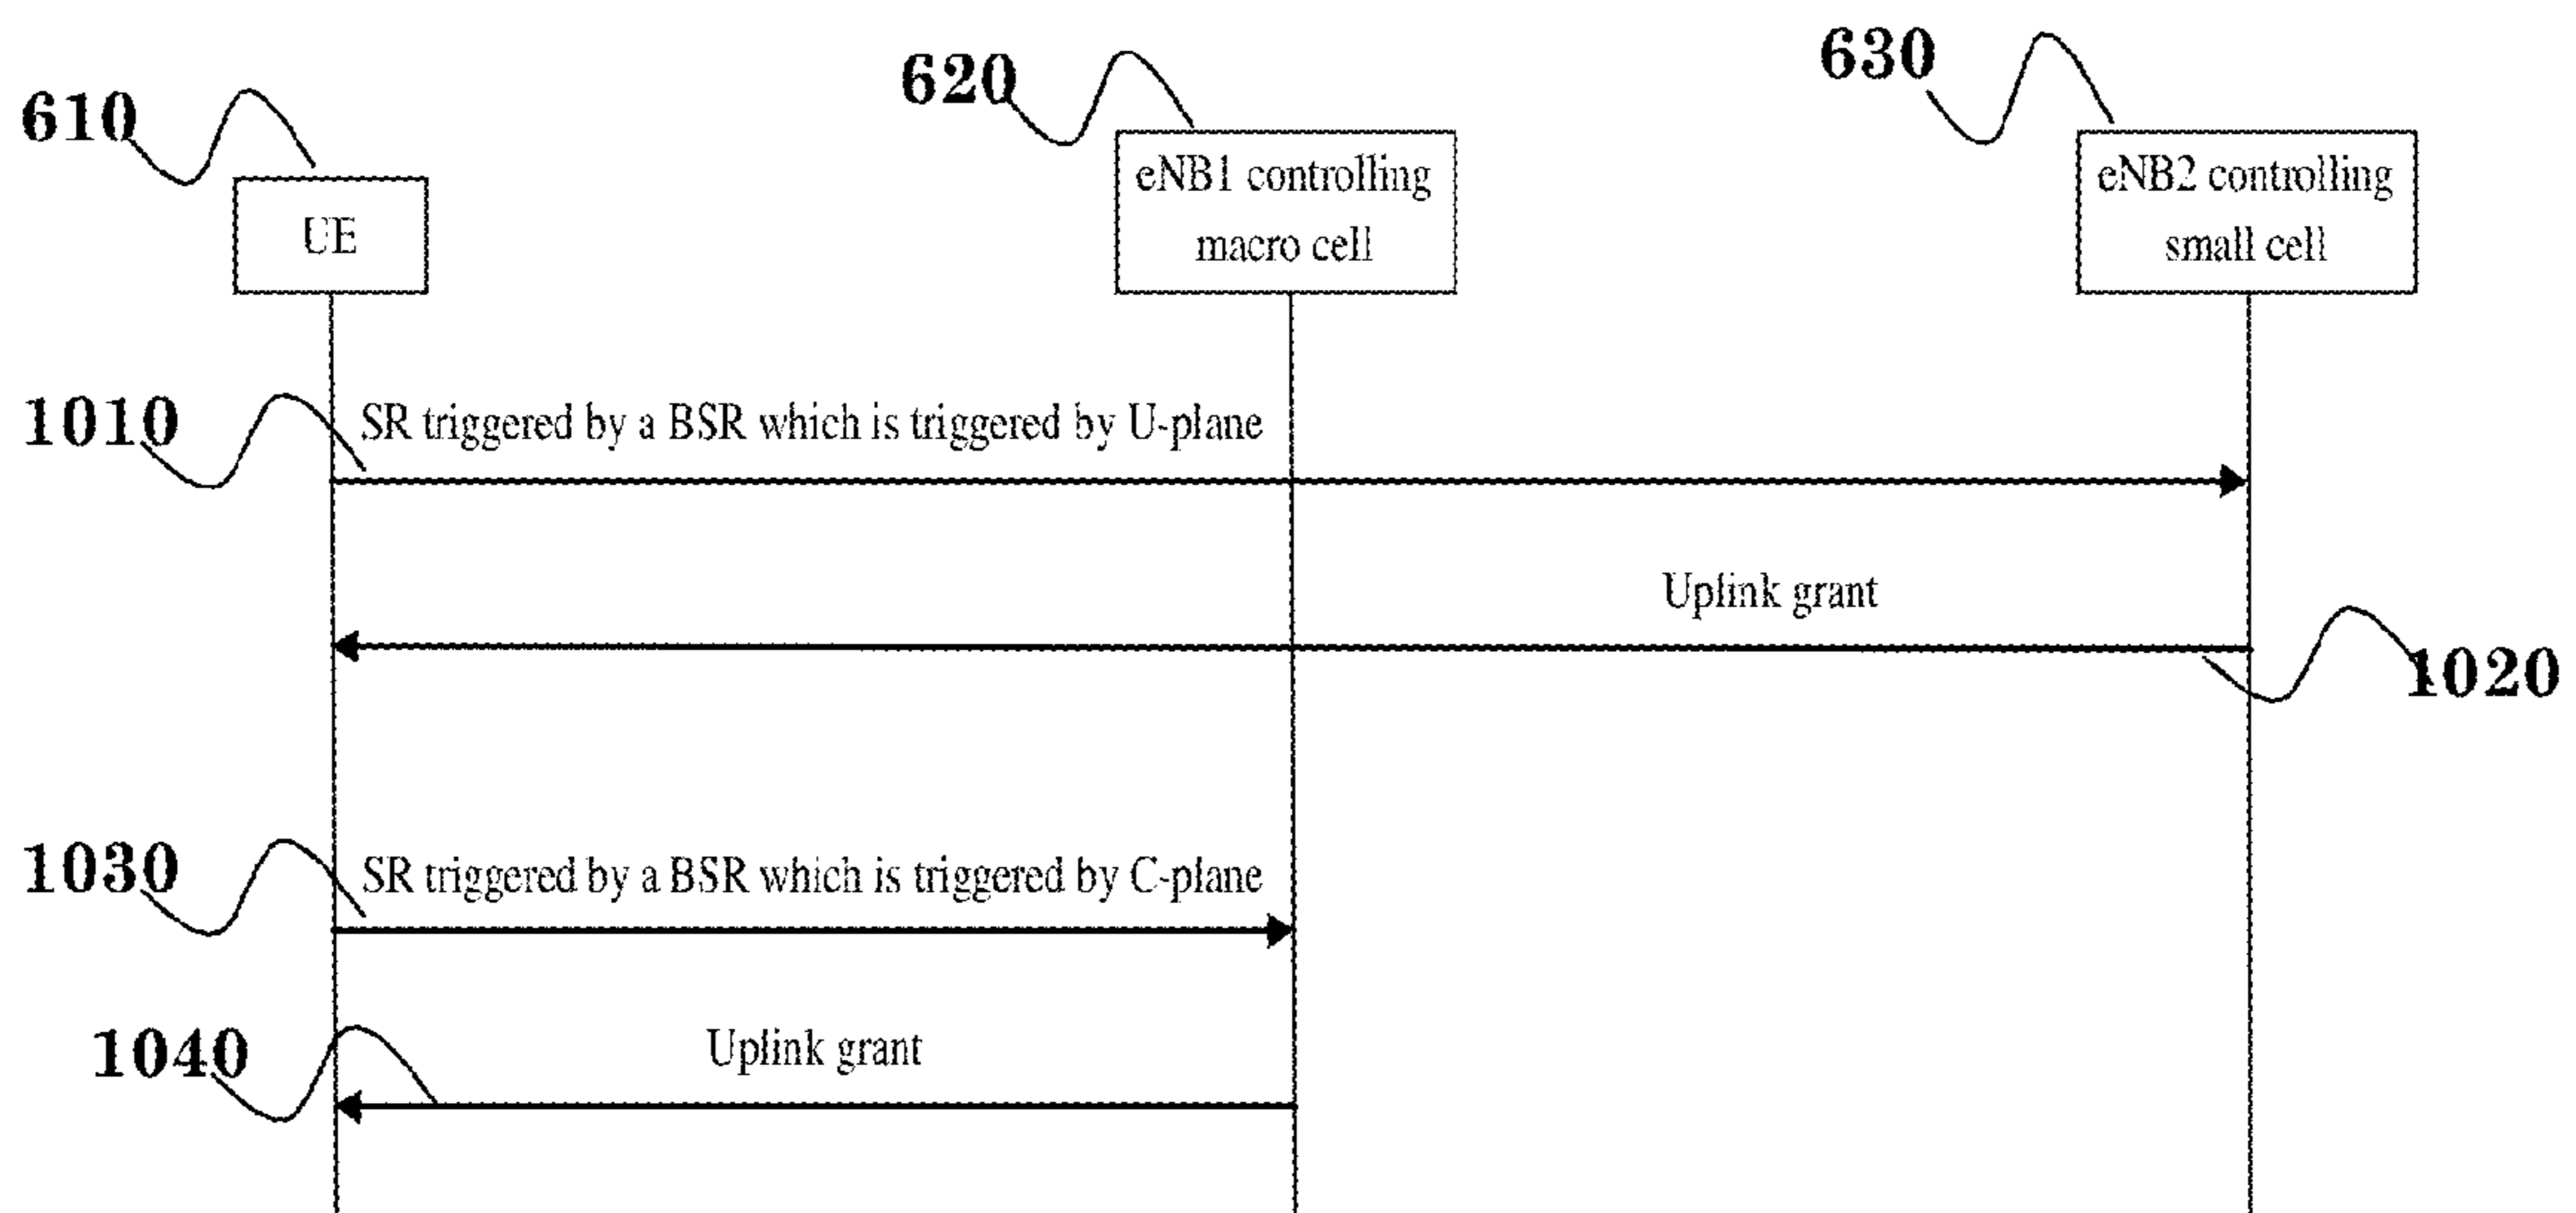 610
620
630
UE
eNB1 controlling
macro cell
eNB2 controlling
small cell
1010
SR triggered by a BSR which is triggered by U-plane
Uplink grant
1020
1030
SR triggered by a BSR which is triggered by C-plane
1040
Uplink grant